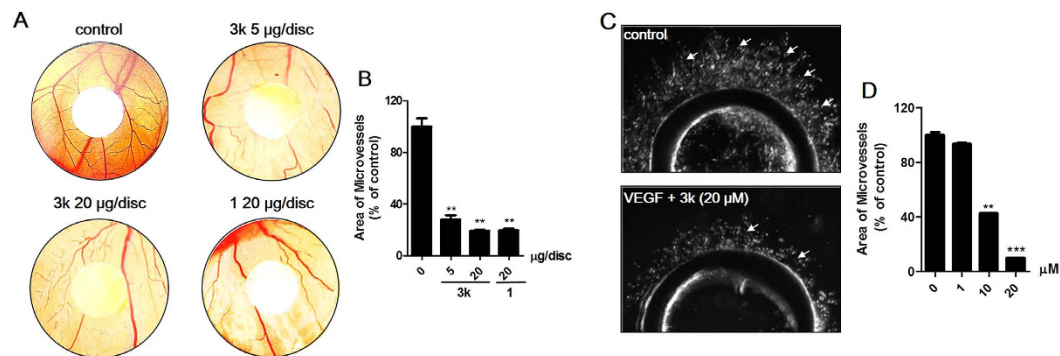 A
control
3k 5 μg/disc
3k 20 μg/disc
1 20 μg/disc
B
Area of Microvessels
(% of control)
120
80
40
0
**
**
**
0
5
20
20
μg/disc
3k
1
C
control
VEGF + 3k (20 μM)
D
Area of Microvessels
(% of control)
120
80
40
0
**
***
0
1
10
20
μM